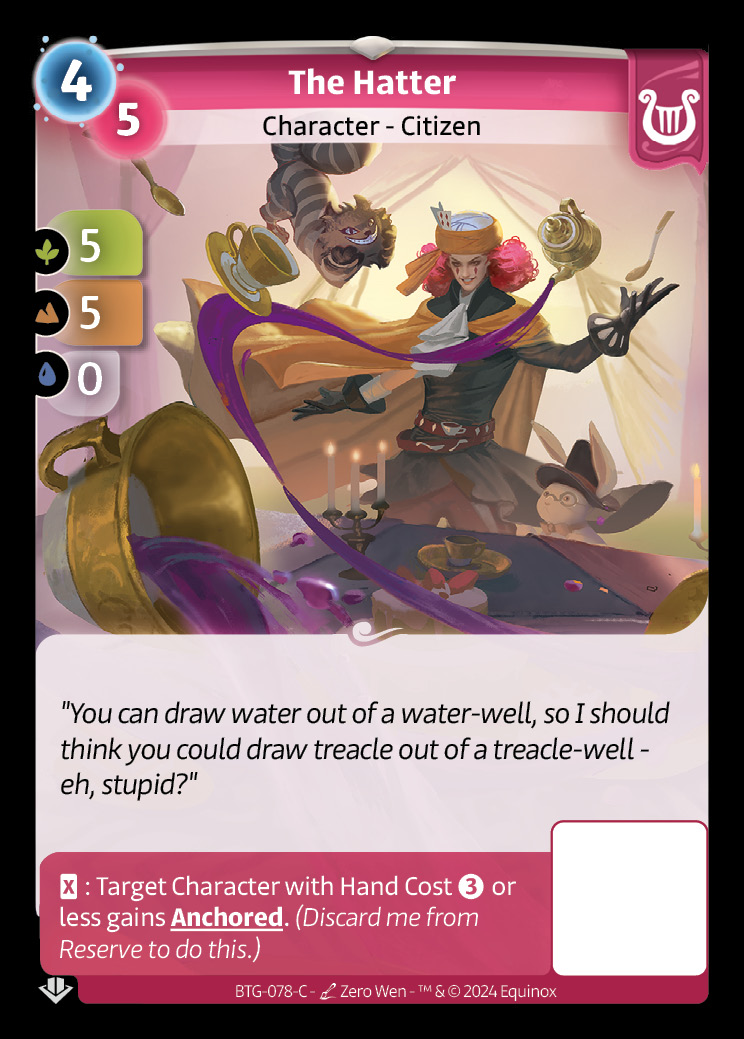 4
The Hatter
5
Character - Citizen
5
5
0
"You can draw water out of a water-well, so I should
think you could draw treacle out of a treacle-well -
eh, stupid?"
X : Target Character with Hand Cost 3 or
less gains Anchored. (Discard me from
Reserve to do this.)
BTG-078-C - Zero Wen - ™ & © 2024 Equinox